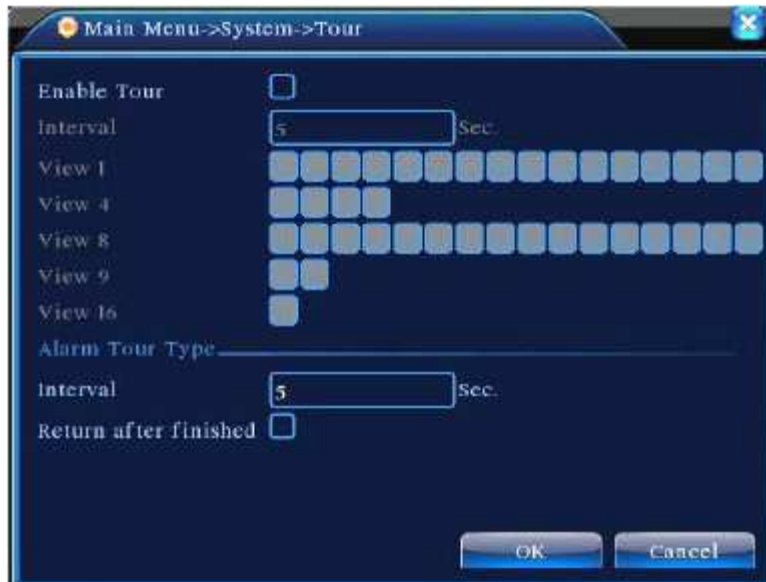 Main Menu->System->Tour
Enable Tour
Interval 5 Sec.
View 1
View 4
View 8
View 9
View 16
Alarm Tour Type
Interval 5 Sec.
Return after finished
OK Cancel